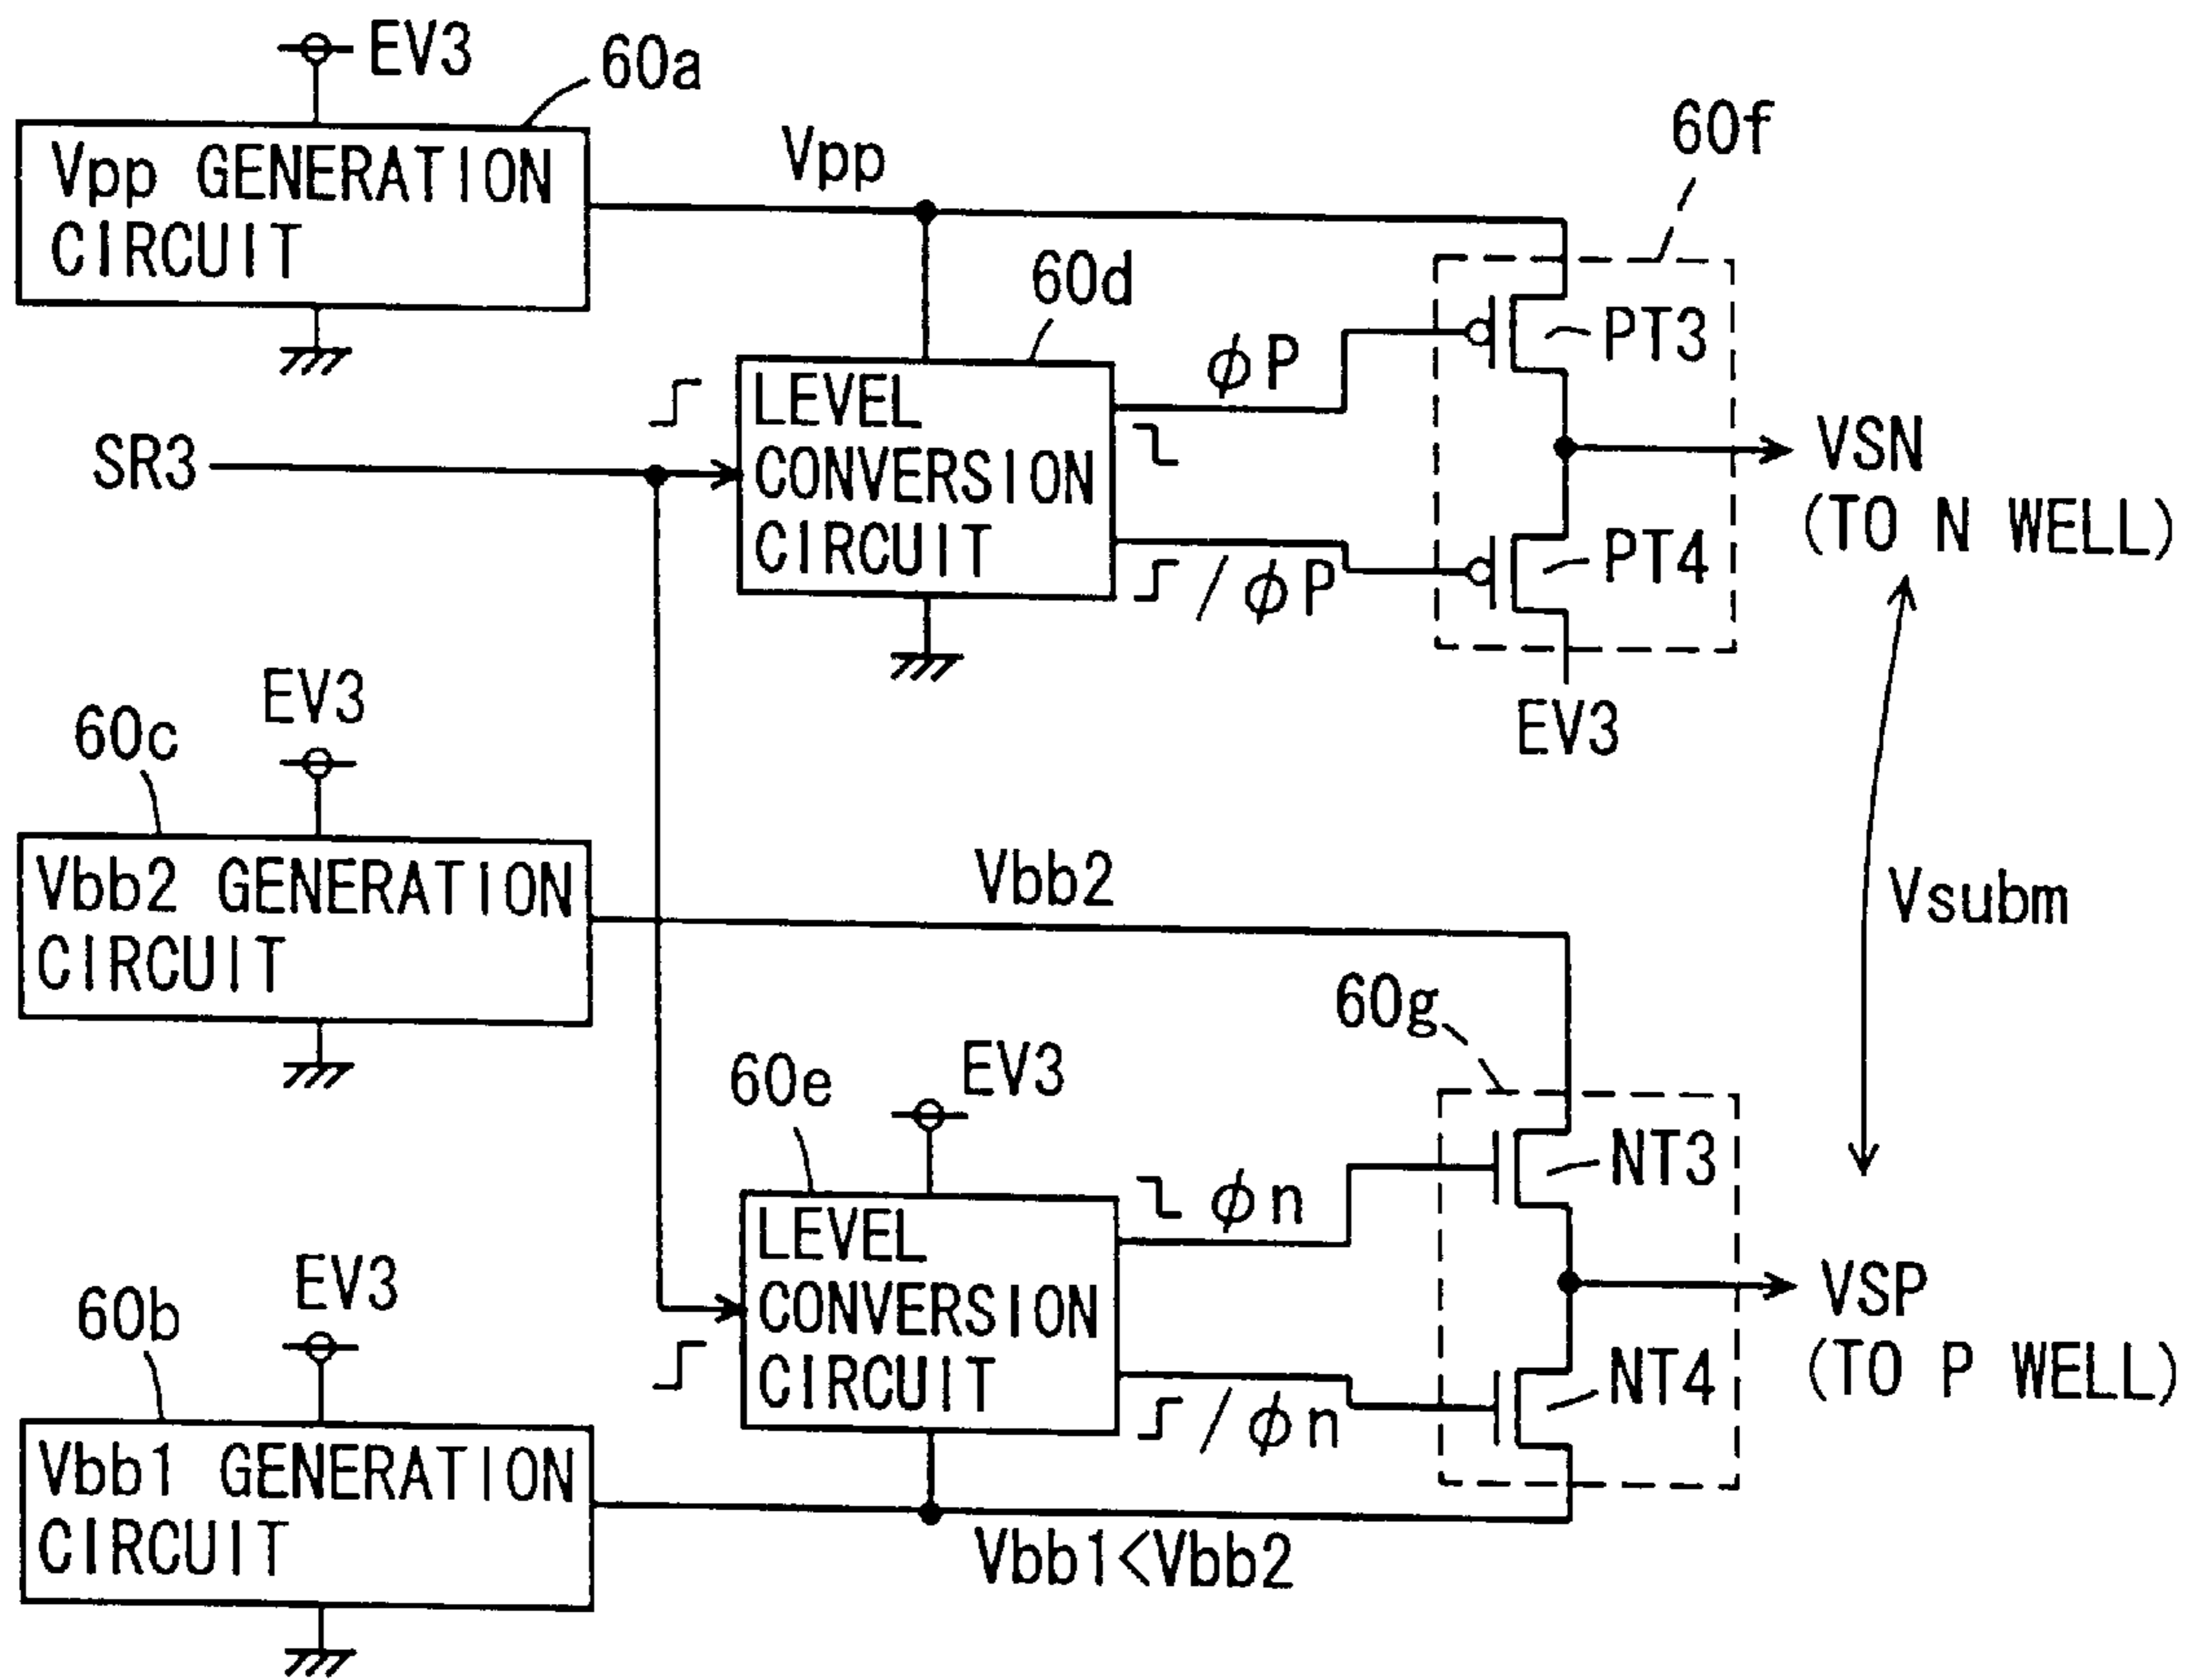 EV3
60a
Vpp GENERATION
CIRCUIT
Vpp
60f
60d
PT3
ϕP
LEVEL
CONVERSION
CIRCUIT
SR3
VSN
(TO N WELL)
/ϕP
PT4
EV3
60c
EV3
Vbb2 GENERATION
CIRCUIT
Vbb2
Vsubm
60g
60e
EV3
NT3
ϕn
LEVEL
CONVERSION
CIRCUIT
VSP
(TO P WELL)
/ϕn
NT4
60b
EV3
Vbb1 GENERATION
CIRCUIT
Vbb1<Vbb2